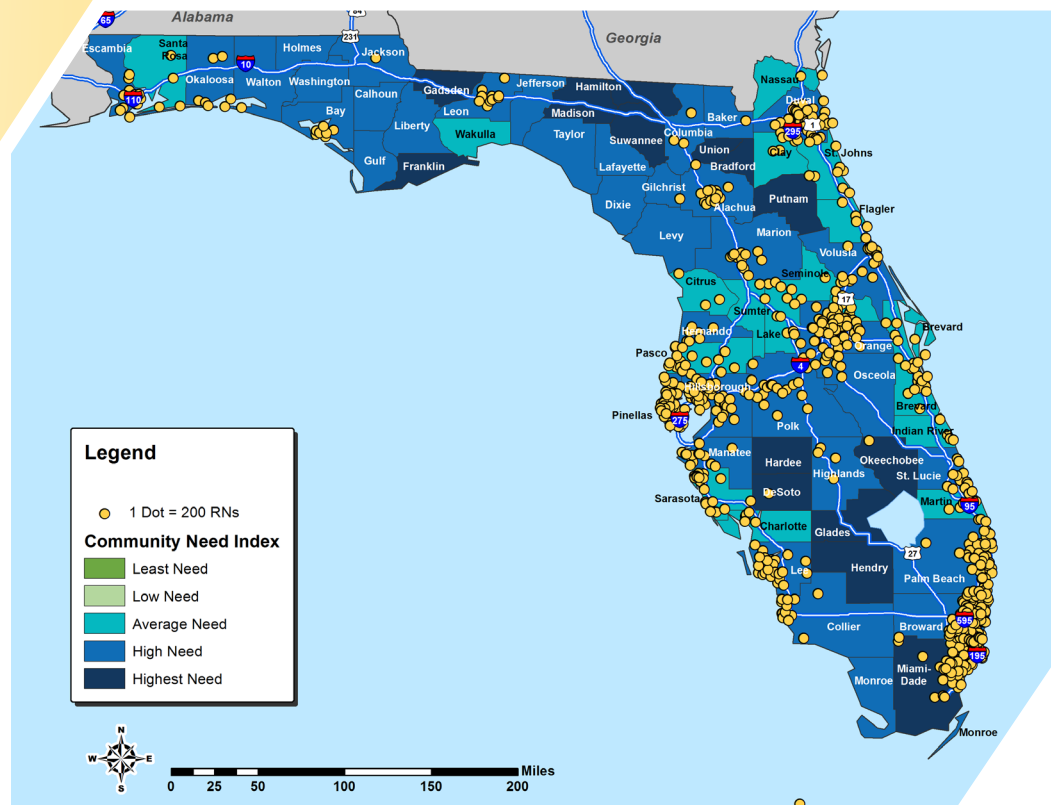 Alabama
Georgia
65
84
231
10
110
Escambia
Santa
Rosa
Okaloosa
Holmes
Walton
Washington
Jackson
Bay
Calhoun
Gulf
Liberty
Gadsden
Leon
Wakulla
Franklin
Jefferson
Madison
Taylor
Hamilton
Suwannee
Lafayette
Dixie
Columbia
Gilchrist
Levy
Baker
Union
Bradford
Alachua
Nassau
Duval
295
1
Clay
St. Johns
Putnam
Flagler
Marion
Volusia
Citrus
Seminole
17
Sumter
Lake
Hernando
Brevard
Orange
Pasco
4
Osceola
Hillsborough
Pinellas
275
Polk
Brevard
Indian River
Manatee
Hardee
Okeechobee
Highlands
St. Lucie
DeSoto
Sarasota
Martin
95
Charlotte
Glades
27
Lee
Hendry
Palm Beach
595
Collier
Broward
195
Miami-
Dade
Monroe
Monroe
Legend
1 Dot = 200 RNs
Community Need Index
Least Need
Low Need
Average Need
High Need
Highest Need
N
W E
S
Miles
0 25 50 100 150 200